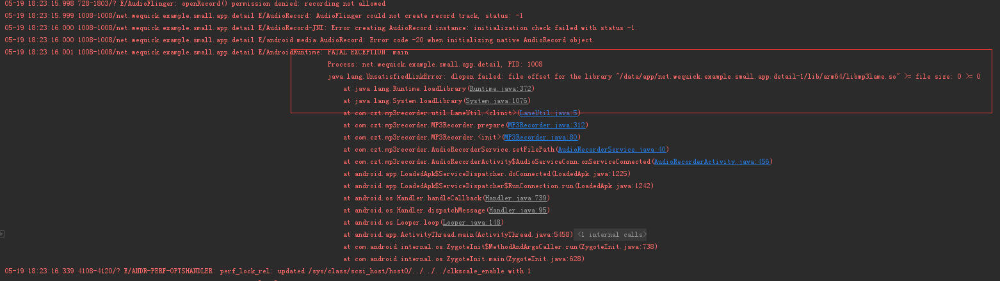 05-19 18:23:15.998 728-1803/? E/AudioFlinger: openRecord() permission denied: recording not allowed
05-19 18:23:15.999 1008-1008/net.wequick.example.small.app.detail E/AudioRecord: AudioFlinger could not create record track, status: -1
05-19 18:23:16.000 1008-1008/net.wequick.example.small.app.detail E/AudioRecord-JNI: Error creating AudioRecord instance: initialization check failed with status -1.
05-19 18:23:16.000 1008-1008/net.wequick.example.small.app.detail E/android.media.AudioRecord: Error code -20 when initializing native AudioRecord object.
05-19 18:23:16.001 1008-1008/net.wequick.example.small.app.detail E/AndroidRuntime: FATAL EXCEPTION: main
Process: net.wequick.example.small.app.detail, PID: 1008
java.lang.UnsatisfiedLinkError: dlopen failed: file offset for the library "/data/app/net.wequick.example.small.app.detail-1/lib/arm64/libmp3lame.so" >= file size: 0 >= 0
at java.lang.Runtime.loadLibrary(Runtime.java:372)
at java.lang.System.loadLibrary(System.java:1076)
at com.czt.mp3recorder.util.LameUtil.<clinit>(LameUtil.java:5)
at com.czt.mp3recorder.MP3Recorder.prepare(MP3Recorder.java:312)
at com.czt.mp3recorder.MP3Recorder.<init>(MP3Recorder.java:80)
at com.czt.mp3recorder.AudioRecorderService.setFilePath(AudioRecorderService.java:40)
at com.czt.mp3recorder.AudioRecorderActivity$AudioServiceConn.onServiceConnected(AudioRecorderActivity.java:456)
at android.app.LoadedApk$ServiceDispatcher.doConnected(LoadedApk.java:1225)
at android.app.LoadedApk$ServiceDispatcher$RunConnection.run(LoadedApk.java:1242)
at android.os.Handler.handleCallback(Handler.java:739)
at android.os.Handler.dispatchMessage(Handler.java:95)
at android.os.Looper.loop(Looper.java:148)
at android.app.ActivityThread.main(ActivityThread.java:5458) <1 internal calls>
at com.android.internal.os.ZygoteInit$MethodAndArgsCaller.run(ZygoteInit.java:738)
at com.android.internal.os.ZygoteInit.main(ZygoteInit.java:628)
05-19 18:23:16.339 4108-4120/? E/ANDR-PERF-OPTSHANDLER: perf_lock_rel: updated /sys/class/scsi_host/host0/../../../clkscale_enable with 1